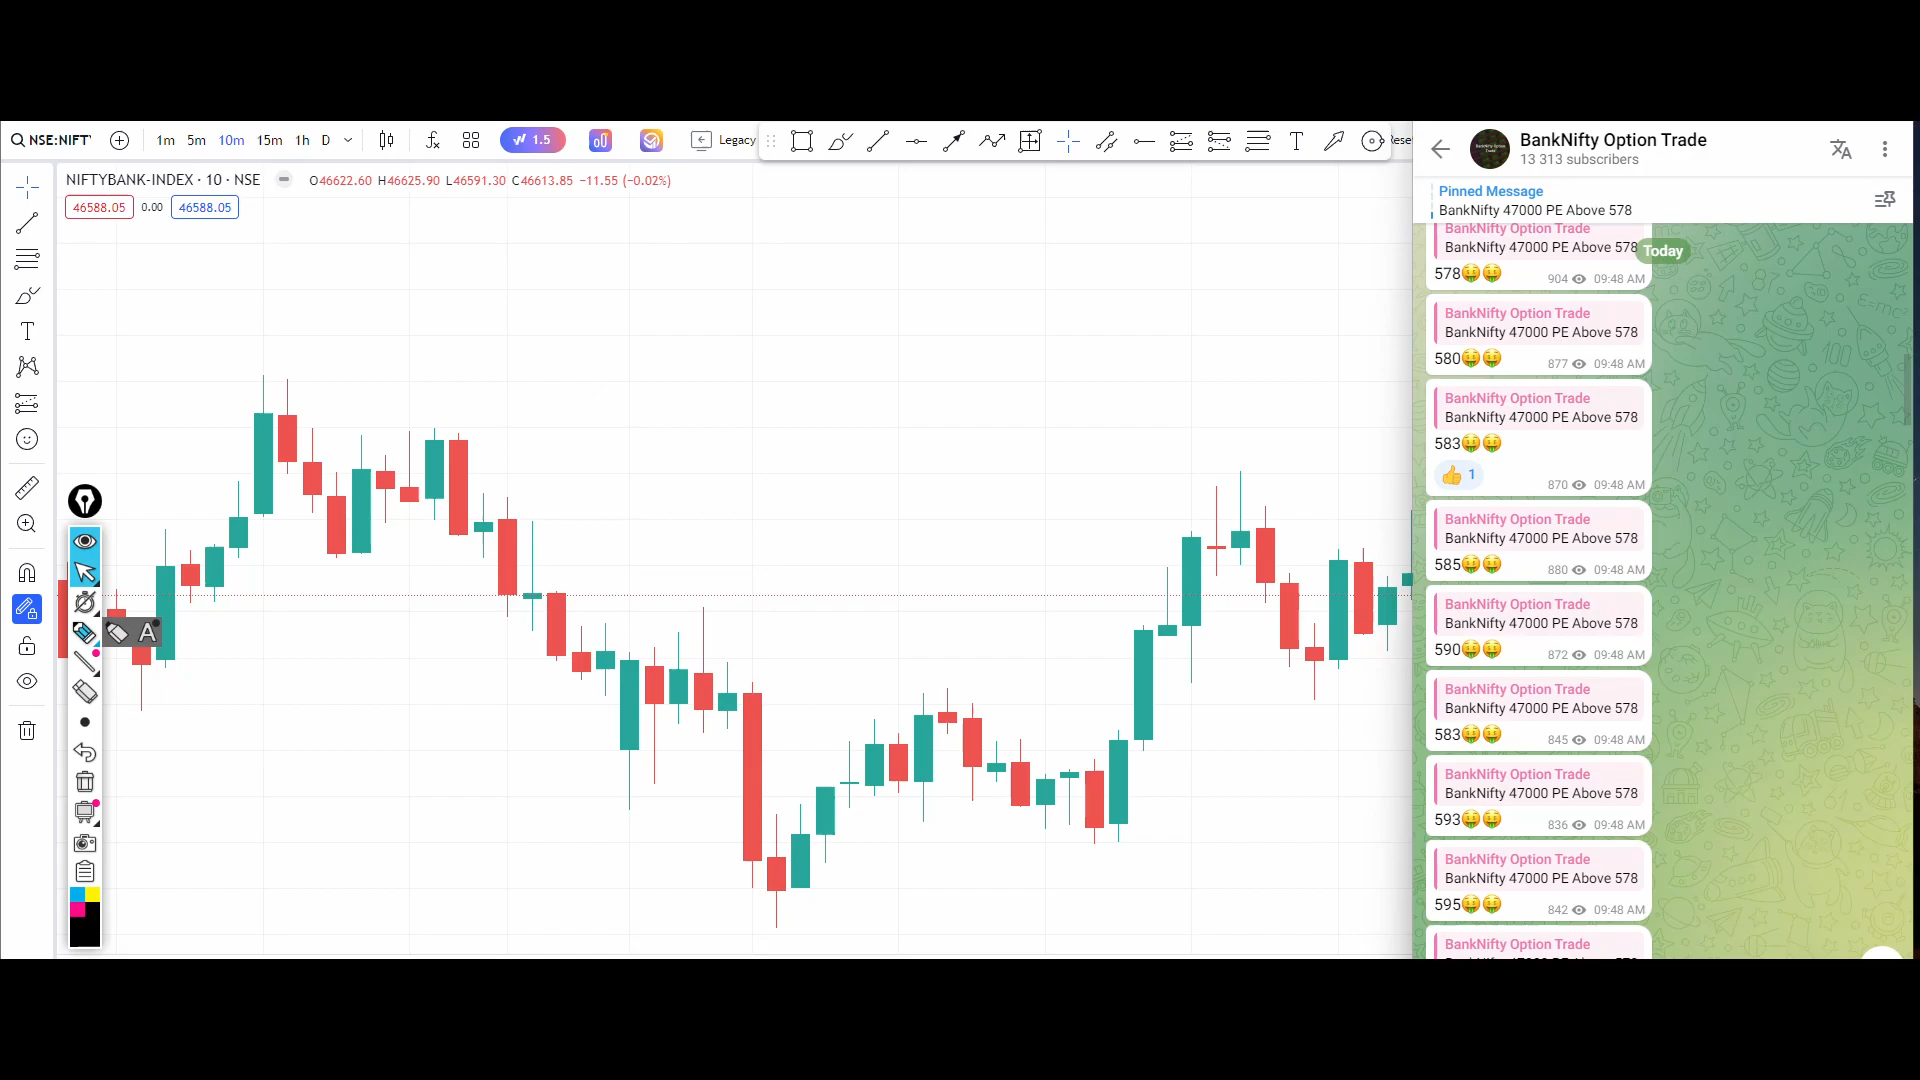 NSE:NIFT
1m 5m 10m 15m 1h D
1.5
Legacy
NIFTYBANK-INDEX · 10 · NSE
O46622.60 H46625.90 L46591.30 C46613.85 −11.55 (−0.02%)
46588.05 0.00 46588.05
A
BankNifty Option Trade
13 313 subscribers
Pinned Message
BankNifty 47000 PE Above 578
Today
BankNifty Option Trade
BankNifty 47000 PE Above 578
578🤑🤑
904 09:48 AM
BankNifty Option Trade
BankNifty 47000 PE Above 578
580🤑🤑
877 09:48 AM
BankNifty Option Trade
BankNifty 47000 PE Above 578
583🤑🤑
👍 1
870 09:48 AM
BankNifty Option Trade
BankNifty 47000 PE Above 578
585🤑🤑
880 09:48 AM
BankNifty Option Trade
BankNifty 47000 PE Above 578
590🤑🤑
872 09:48 AM
BankNifty Option Trade
BankNifty 47000 PE Above 578
583🤑🤑
845 09:48 AM
BankNifty Option Trade
BankNifty 47000 PE Above 578
593🤑🤑
836 09:48 AM
BankNifty Option Trade
BankNifty 47000 PE Above 578
595🤑🤑
842 09:48 AM
BankNifty Option Trade